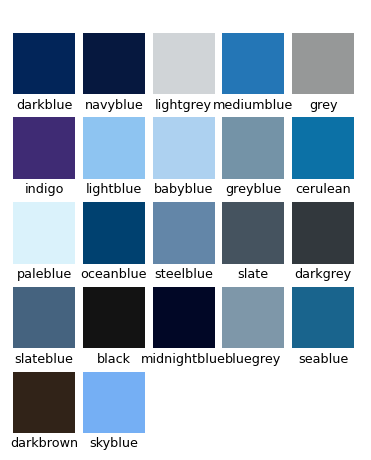 darkblue navyblue lightgrey mediumblue grey
indigo lightblue babyblue greyblue cerulean
paleblue oceanblue steelblue slate darkgrey
slateblue black midnightblue bluegrey seablue
darkbrown skyblue